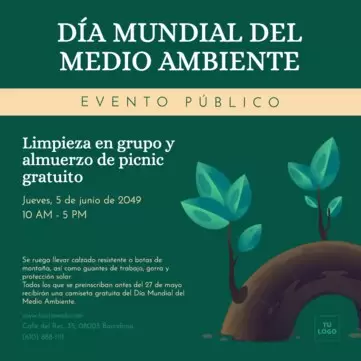 DÍA MUNDIAL DEL
MEDIO AMBIENTE
EVENTO PÚBLICO
Limpieza en grupo y
almuerzo de picnic
gratuito
Jueves, 5 de junio de 2049
10 AM - 5 PM
Se ruega llevar calzado resistente o botas de
montaña, así como guantes de trabajo, gorra y
protección solar.
Todos los que se preinscriban antes del 27 de mayo
recibirán una camiseta gratuita del Día Mundial del
Medio Ambiente.
Calle del Rec, 35, 08003 Barcelona
TU
LOGO